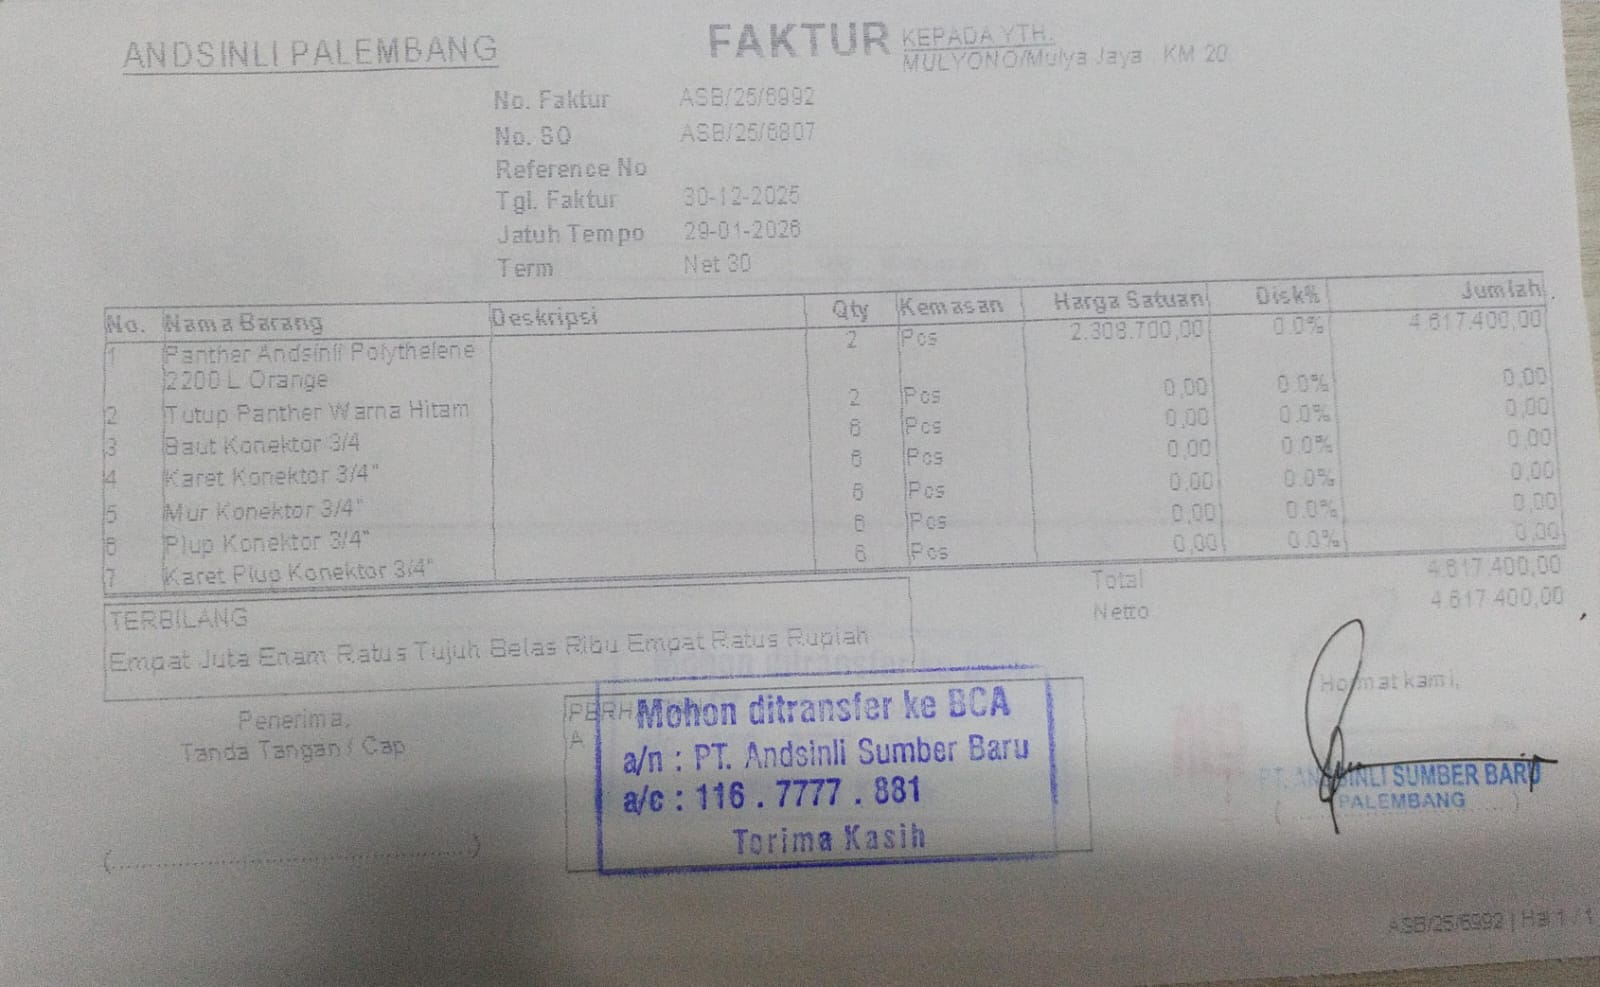 ANDSINLI PALEMBANG
FAKTUR
KEPADA YTH.
MULYONO/Mulya Jaya . KM 20
No. Faktur ASB/25/6992
No. SO ASB/25/6807
Reference No
Tgl. Faktur 30-12-2025
Jatuh Tempo 29-01-2026
Term Net 30
No. Nama Barang Deskripsi Qty Kemasan Harga Satuan Disk% Jumlah
1 Panther Andsinli Polythelene 2 Pcs 2.308.700,00 0.0% 4.617.400,00
2200 L Orange
2 Tutup Panther Warna Hitam 2 Pcs 0,00 0.0% 0,00
3 Baut Konektor 3/4 6 Pcs 0,00 0.0% 0,00
4 Karet Konektor 3/4" 6 Pcs 0,00 0.0% 0,00
5 Mur Konektor 3/4" 6 Pcs 0,00 0.0% 0,00
6 Plup Konektor 3/4" 6 Pcs 0,00 0.0% 0,00
7 Karet Plup Konektor 3/4" 6 Pcs 0,00 0.0% 0,00
Total 4.617.400,00
Netto 4.617.400,00
TERBILANG
Empat Juta Enam Ratus Tujuh Belas Ribu Empat Ratus Rupiah
Penerima,
Tanda Tangan / Cap
(..............................................)
Mohon ditransfer ke BCA
a/n : PT. Andsinli Sumber Baru
a/c : 116 . 7777 . 881
Terima Kasih
Hormat kami,
PT. ANDSINLI SUMBER BARU
PALEMBANG
ASB/25/6992 | Hal 1 / 1